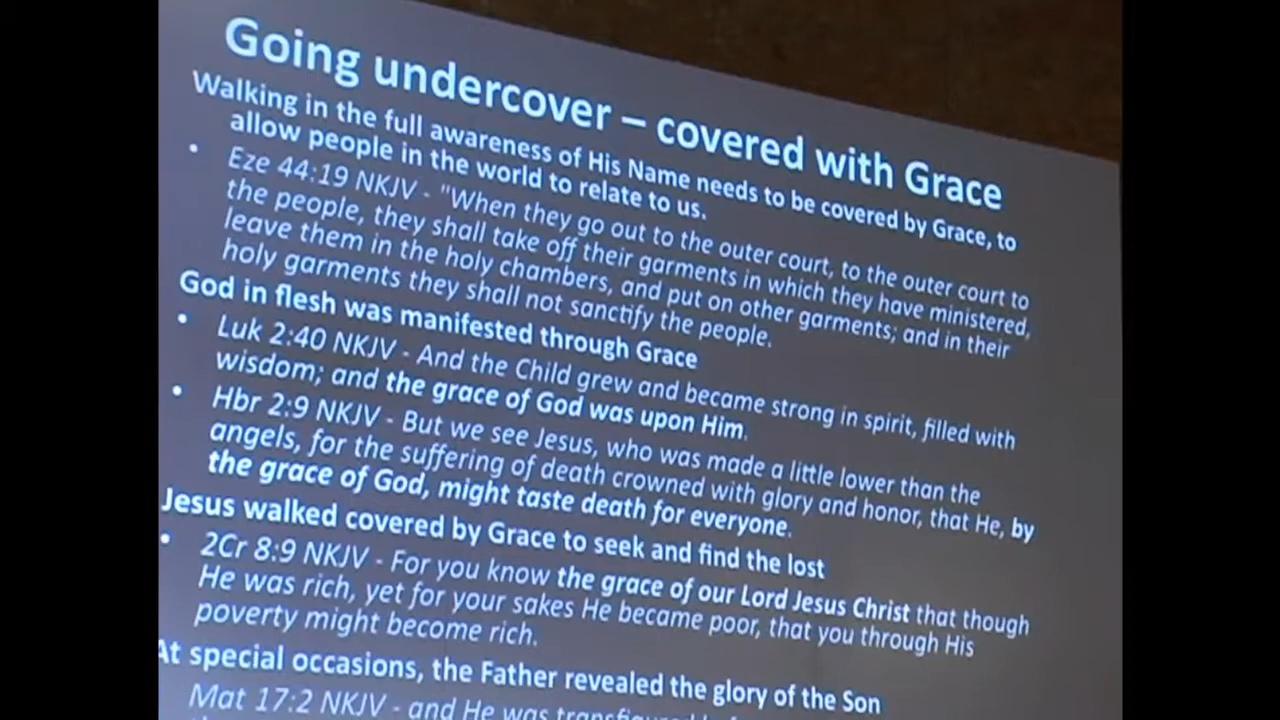 Going undercover – covered with Grace
Walking in the full awareness of His Name needs to be covered by Grace, to
allow people in the world to relate to us.
• Eze 44:19 NKJV - "When they go out to the outer court, to the outer court to
the people, they shall take off their garments in which they have ministered,
leave them in the holy chambers, and put on other garments; and in their
holy garments they shall not sanctify the people.
God in flesh was manifested through Grace
• Luk 2:40 NKJV - And the Child grew and became strong in spirit, filled with
wisdom; and the grace of God was upon Him.
• Hbr 2:9 NKJV - But we see Jesus, who was made a little lower than the
angels, for the suffering of death crowned with glory and honor, that He, by
the grace of God, might taste death for everyone.
Jesus walked covered by Grace to seek and find the lost
• 2Cr 8:9 NKJV - For you know the grace of our Lord Jesus Christ that though
He was rich, yet for your sakes He became poor, that you through His
poverty might become rich.
At special occasions, the Father revealed the glory of the Son
Mat 17:2 NKJV - and He was transfigured